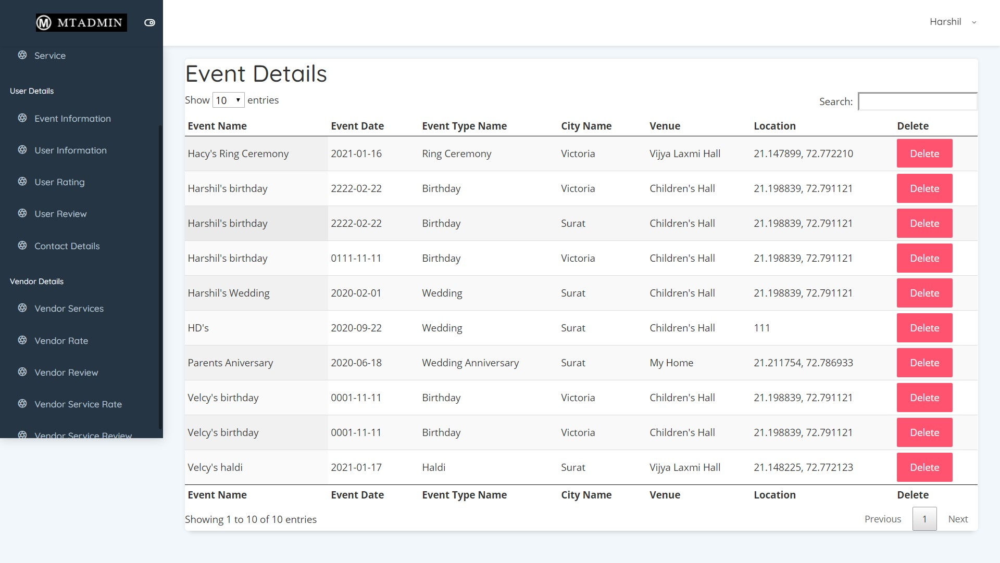 MTADMIN
Harshil
Service
User Details
Event Information
User Information
User Rating
User Review
Contact Details
Vendor Details
Vendor Services
Vendor Rate
Vendor Review
Vendor Service Rate
Vendor Service Review
Event Details
Show 10 entries
Search:
Event Name Event Date Event Type Name City Name Venue Location Delete
Hacy's Ring Ceremony 2021-01-16 Ring Ceremony Victoria Vijya Laxmi Hall 21.147899, 72.772210 Delete
Harshil's birthday 2222-02-22 Birthday Victoria Children's Hall 21.198839, 72.791121 Delete
Harshil's birthday 2222-02-22 Birthday Surat Children's Hall 21.198839, 72.791121 Delete
Harshil's birthday 0111-11-11 Birthday Victoria Children's Hall 21.198839, 72.791121 Delete
Harshil's Wedding 2020-02-01 Wedding Surat Children's Hall 21.198839, 72.791121 Delete
HD's 2020-09-22 Wedding Surat Children's Hall 111 Delete
Parents Aniversary 2020-06-18 Wedding Anniversary Surat My Home 21.211754, 72.786933 Delete
Velcy's birthday 0001-11-11 Birthday Victoria Children's Hall 21.198839, 72.791121 Delete
Velcy's birthday 0001-11-11 Birthday Victoria Children's Hall 21.198839, 72.791121 Delete
Velcy's haldi 2021-01-17 Haldi Surat Vijya Laxmi Hall 21.148225, 72.772123 Delete
Event Name Event Date Event Type Name City Name Venue Location Delete
Showing 1 to 10 of 10 entries
Previous 1 Next